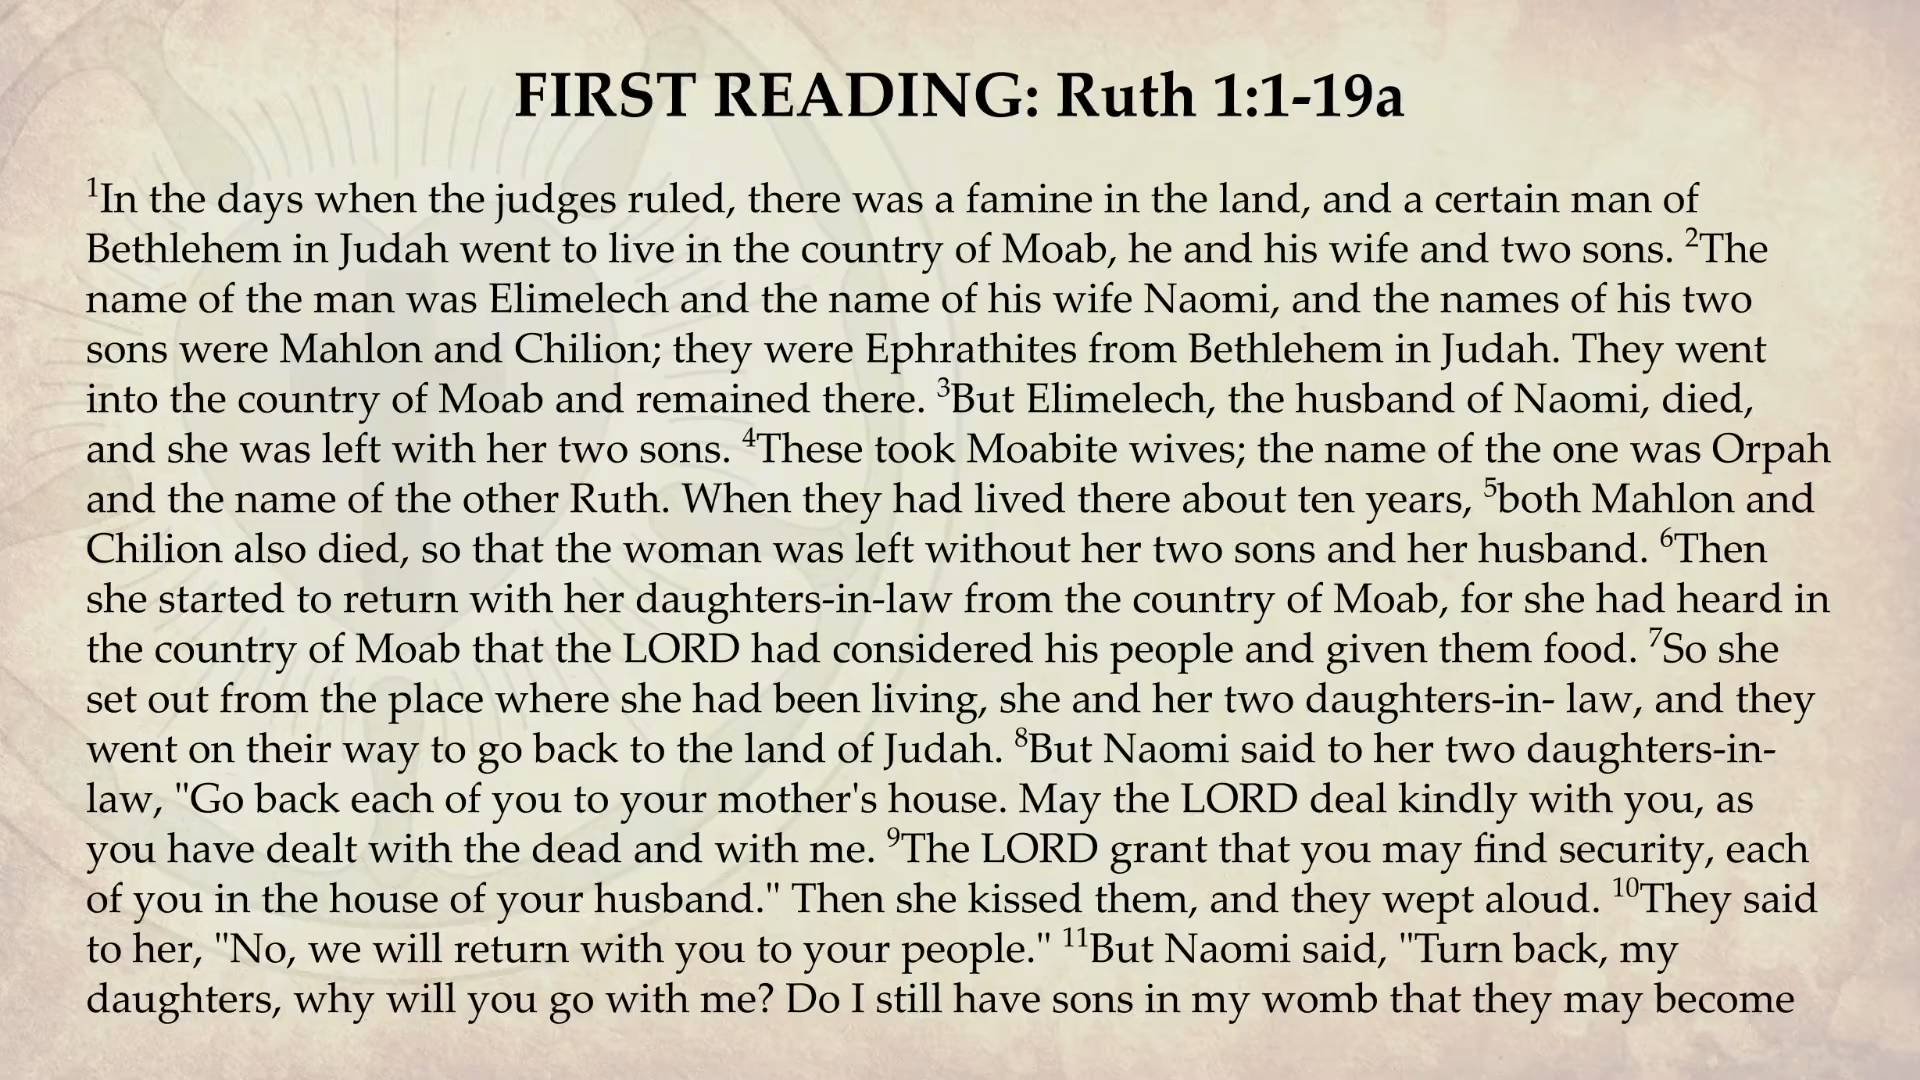 FIRST READING: Ruth 1:1-19a
¹In the days when the judges ruled, there was a famine in the land, and a certain man of
Bethlehem in Judah went to live in the country of Moab, he and his wife and two sons. ²The
name of the man was Elimelech and the name of his wife Naomi, and the names of his two
sons were Mahlon and Chilion; they were Ephrathites from Bethlehem in Judah. They went
into the country of Moab and remained there. ³But Elimelech, the husband of Naomi, died,
and she was left with her two sons. ⁴These took Moabite wives; the name of the one was Orpah
and the name of the other Ruth. When they had lived there about ten years, ⁵both Mahlon and
Chilion also died, so that the woman was left without her two sons and her husband. ⁶Then
she started to return with her daughters-in-law from the country of Moab, for she had heard in
the country of Moab that the LORD had considered his people and given them food. ⁷So she
set out from the place where she had been living, she and her two daughters-in- law, and they
went on their way to go back to the land of Judah. ⁸But Naomi said to her two daughters-in-
law, "Go back each of you to your mother's house. May the LORD deal kindly with you, as
you have dealt with the dead and with me. ⁹The LORD grant that you may find security, each
of you in the house of your husband." Then she kissed them, and they wept aloud. ¹⁰They said
to her, "No, we will return with you to your people." ¹¹But Naomi said, "Turn back, my
daughters, why will you go with me? Do I still have sons in my womb that they may become